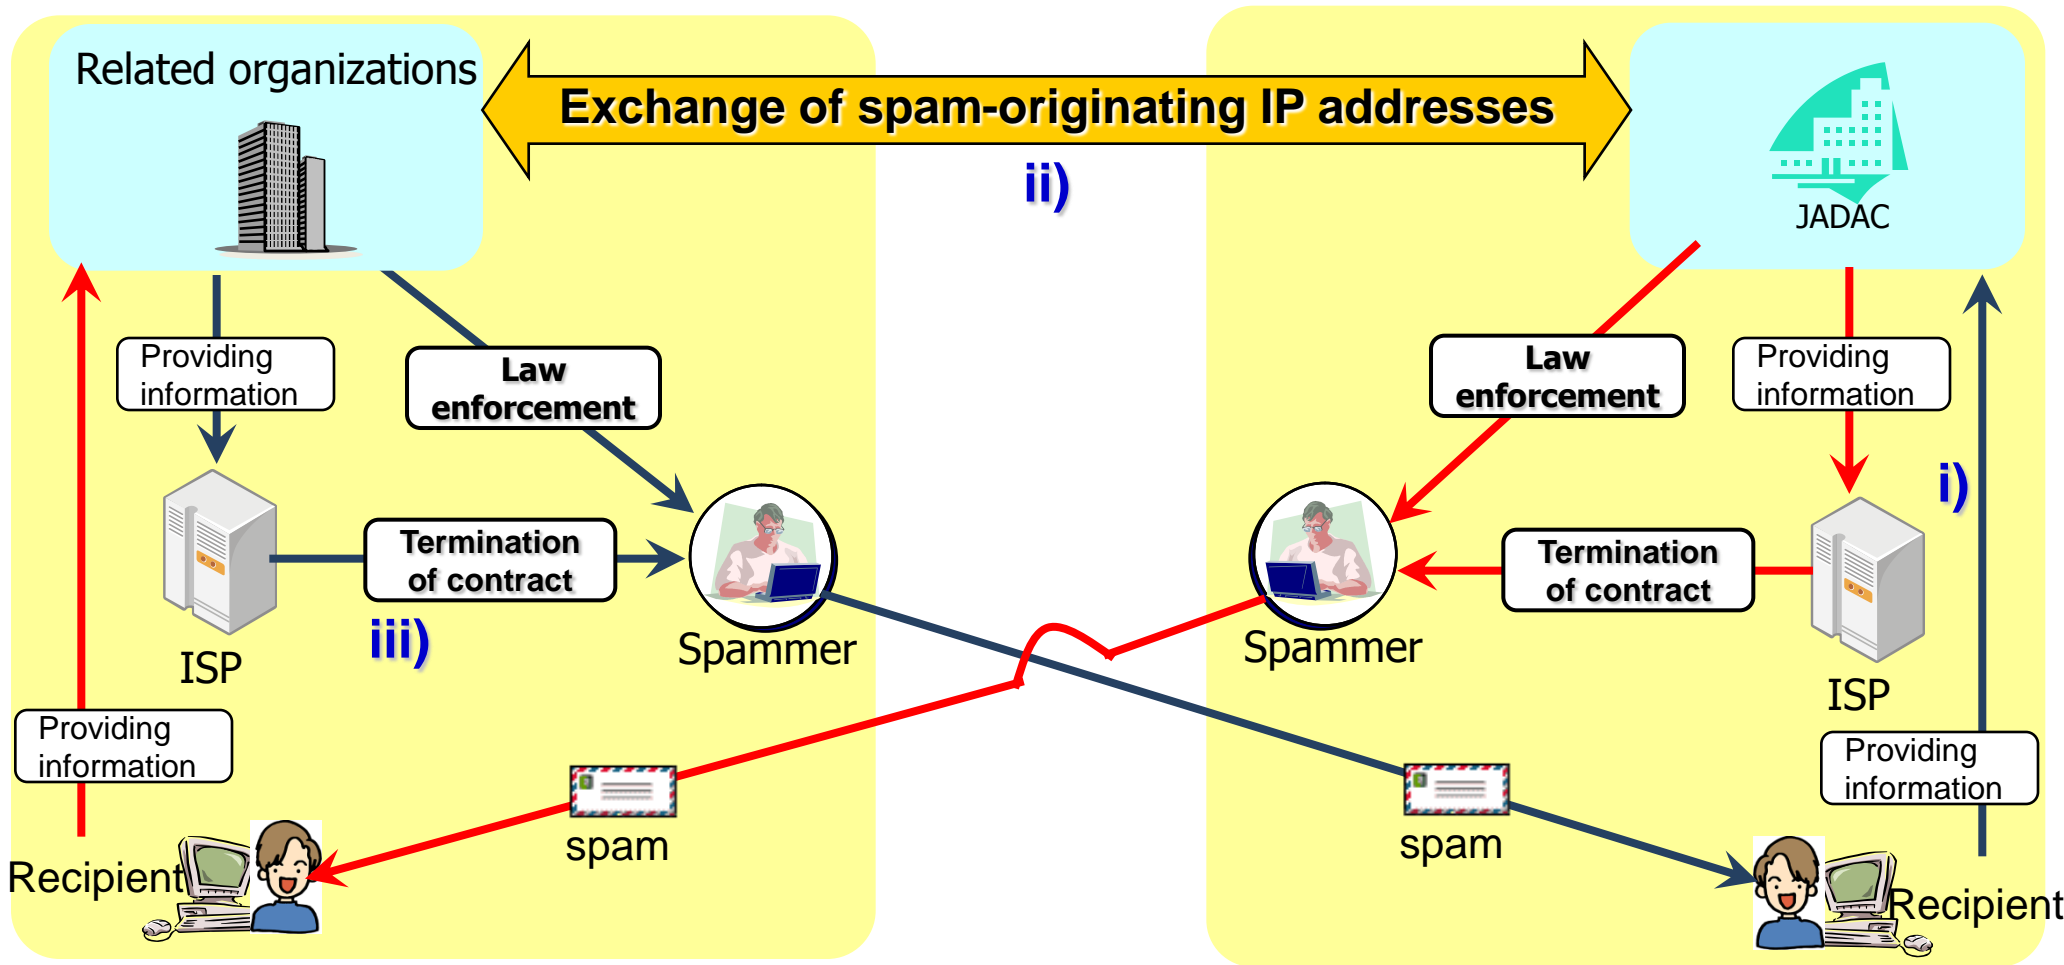 Related organizations
Exchange of spam-originating IP addresses
ii)
JADAC
Providing
information
Law
enforcement
Law
enforcement
Providing
information
i)
Termination
of contract
Termination
of contract
iii)
ISP
Spammer
Spammer
ISP
Providing
information
Providing
information
spam
spam
Recipient
Recipient